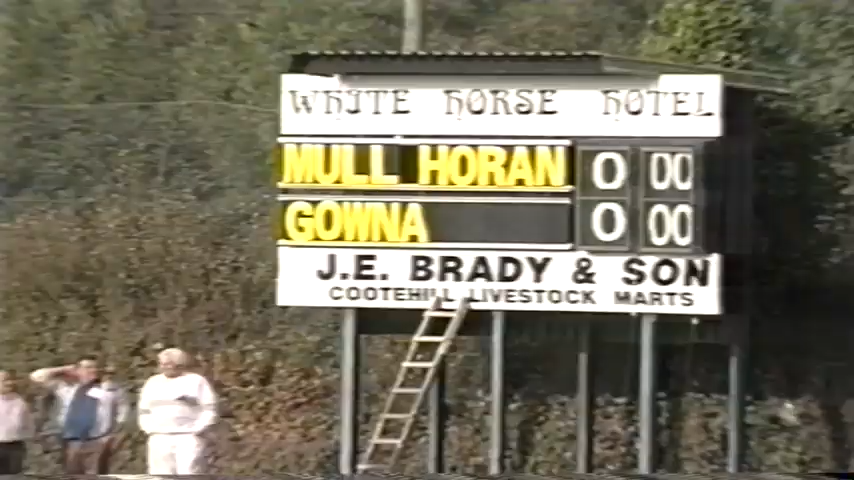 WHITE HORSE HOTEL
MULL HORAN 0 00
GOWNA 0 00
J.E. BRADY & SON
COOTEHILL LIVESTOCK MARTS